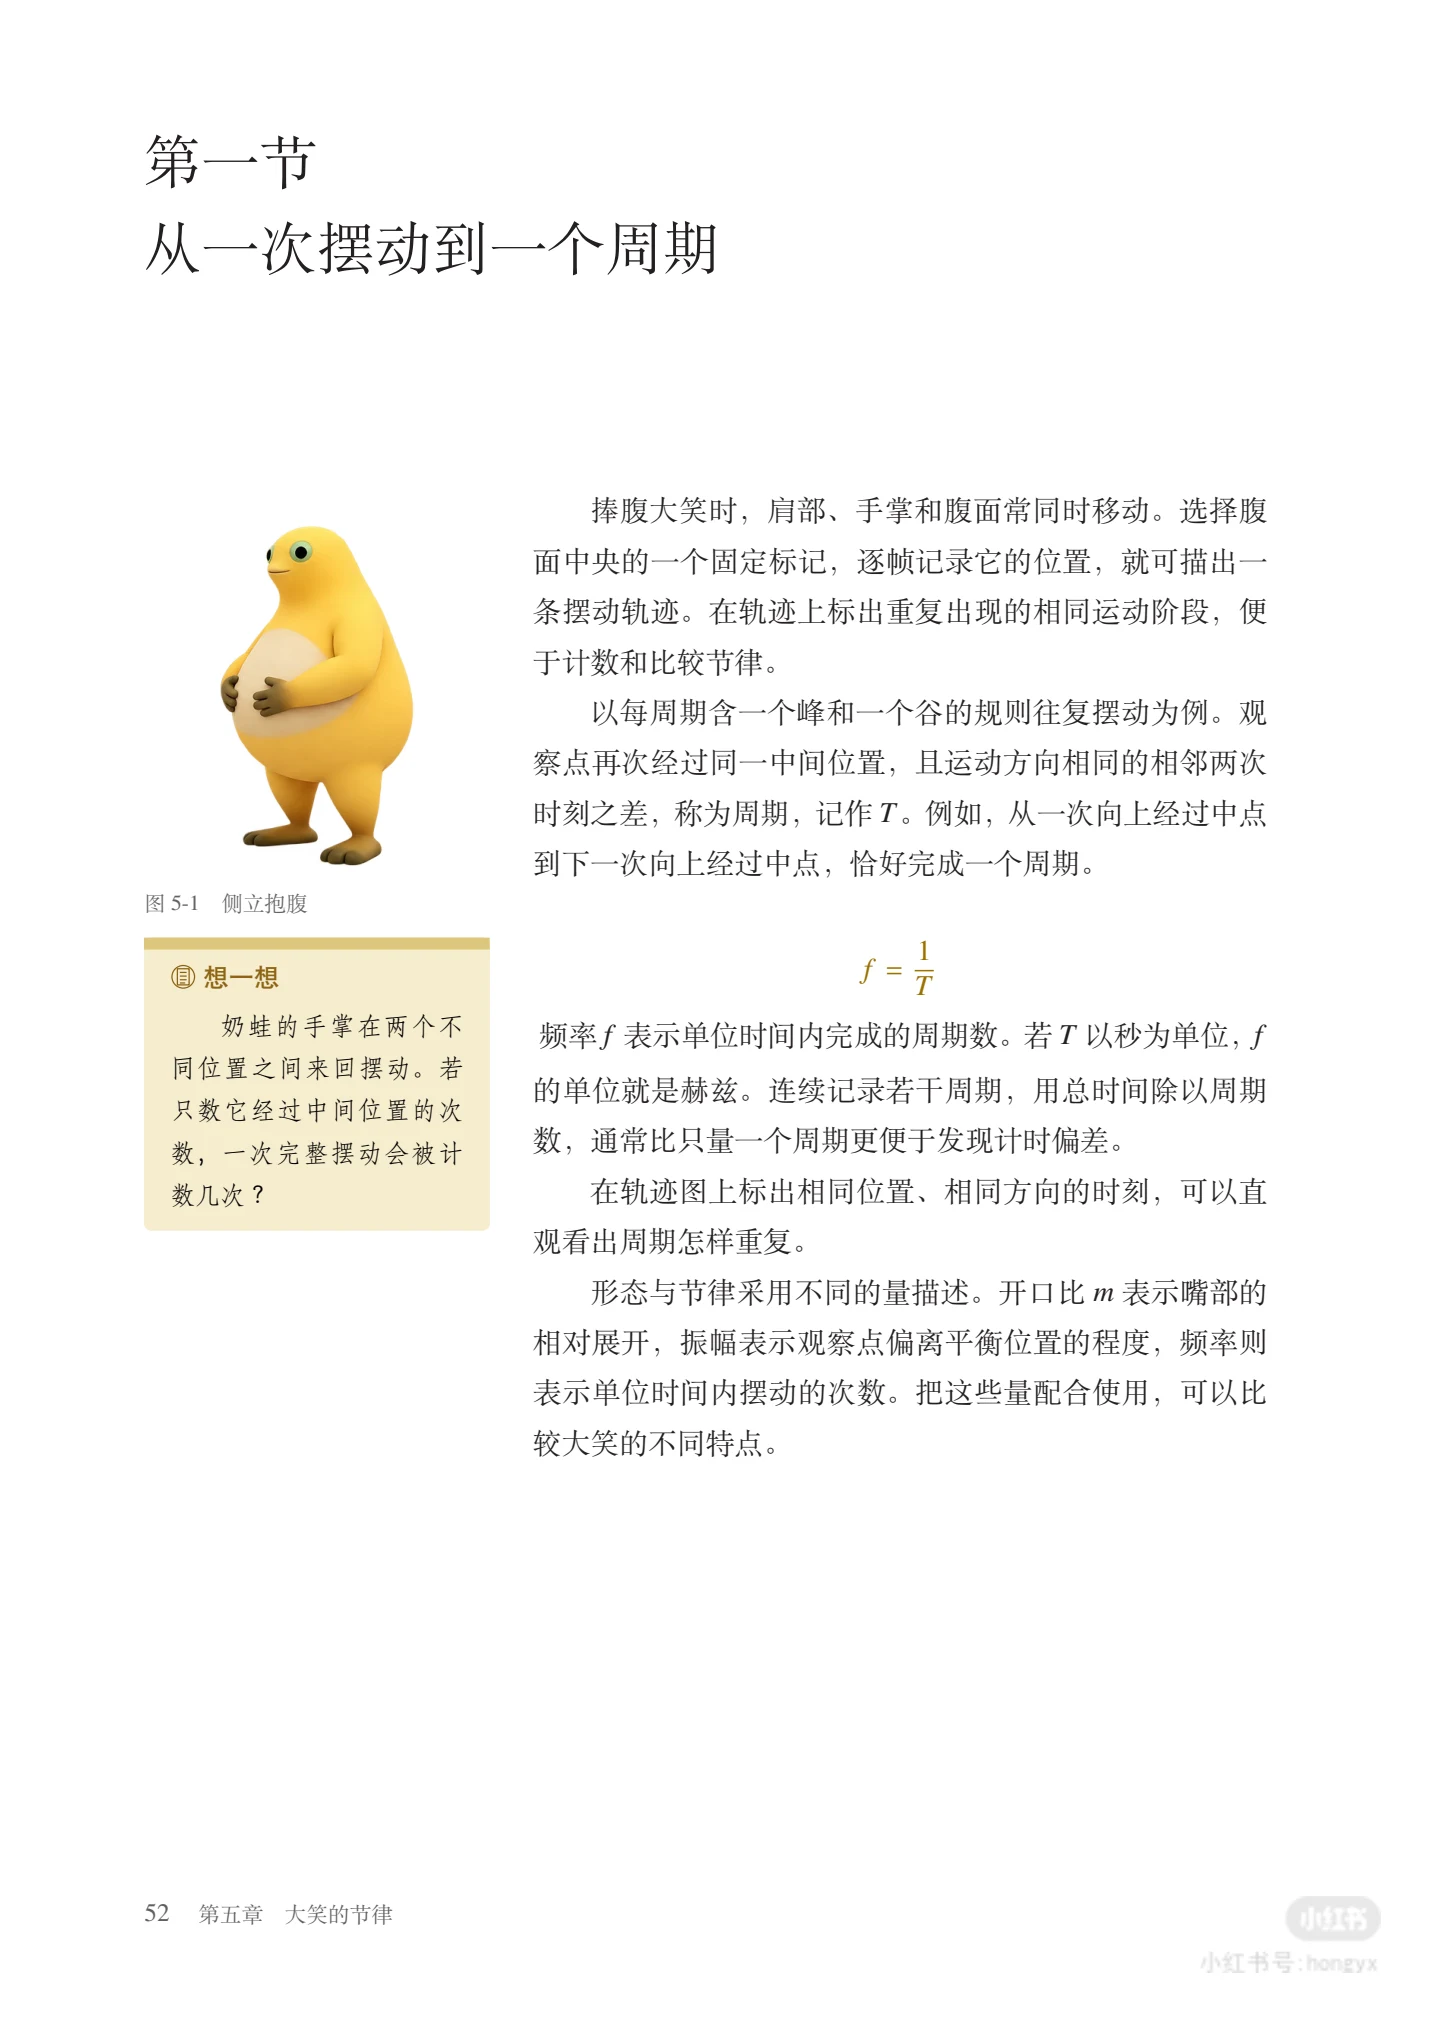 第一节
从一次摆动到一个周期
捧腹大笑时，肩部、手掌和腹面常同时移动。选择腹
面中央的一个固定标记，逐帧记录它的位置，就可描出一
条摆动轨迹。在轨迹上标出重复出现的相同运动阶段，便
于计数和比较节律。
以每周期含一个峰和一个谷的规则往复摆动为例。观
察点再次经过同一中间位置，且运动方向相同的相邻两次
时刻之差，称为周期，记作 T。例如，从一次向上经过中点
到下一次向上经过中点，恰好完成一个周期。
图 5-1 侧立抱腹
想一想
奶蛙的手掌在两个不
同位置之间来回摆动。若
只数它经过中间位置的次
数，一次完整摆动会被计
数几次？
f = 1/T
频率 f 表示单位时间内完成的周期数。若 T 以秒为单位，f
的单位就是赫兹。连续记录若干周期，用总时间除以周期
数，通常比只量一个周期更便于发现计时偏差。
在轨迹图上标出相同位置、相同方向的时刻，可以直
观看出周期怎样重复。
形态与节律采用不同的量描述。开口比 m 表示嘴部的
相对展开，振幅表示观察点偏离平衡位置的程度，频率则
表示单位时间内摆动的次数。把这些量配合使用，可以比
较大笑的不同特点。
52 第五章 大笑的节律
小红书
小红书号:hongyx